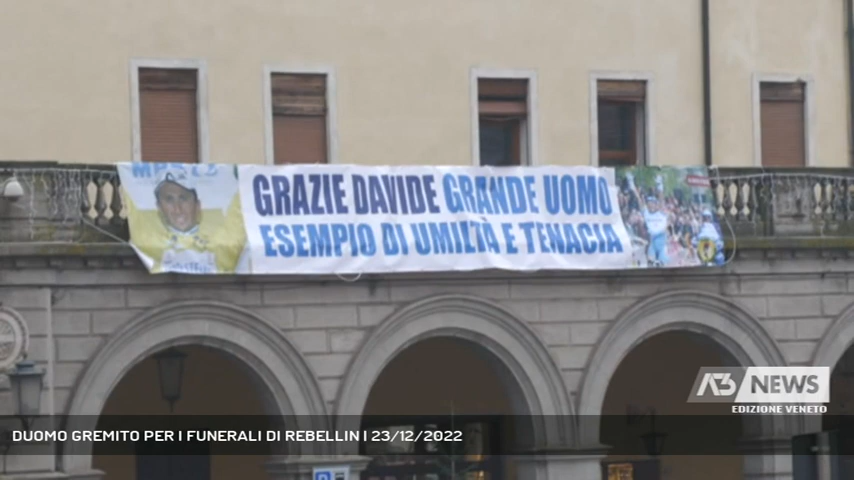 GRAZIE DAVIDE GRANDE UOMO
ESEMPIO DI UMILTÀ E TENACIA
A3 NEWS
EDIZIONE VENETO
DUOMO GREMITO PER I FUNERALI DI REBELLIN | 23/12/2022